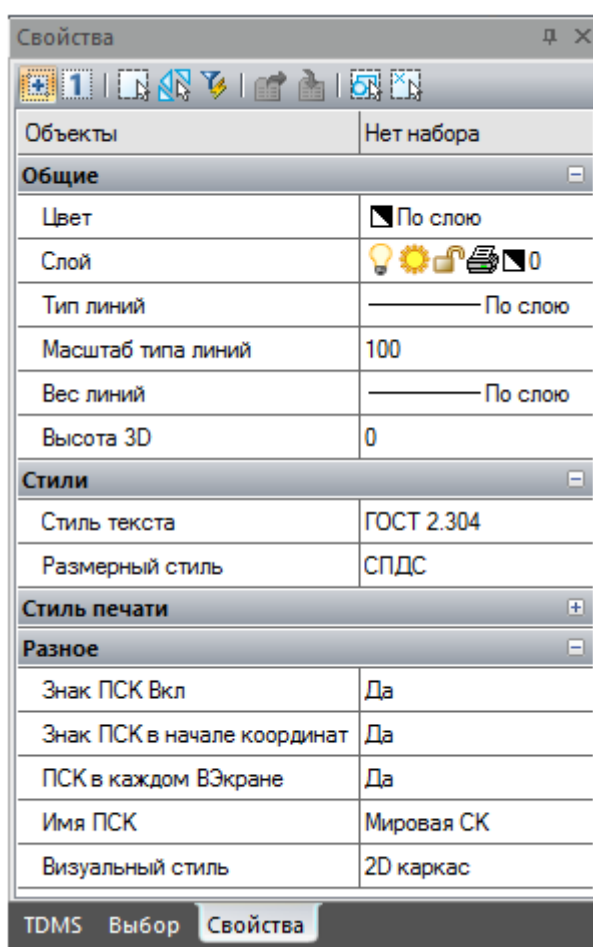 Свойства
1
Объекты Нет набора
Общие
Цвет По слою
Слой 0
Тип линий По слою
Масштаб типа линий 100
Вес линий По слою
Высота 3D 0
Стили
Стиль текста ГОСТ 2.304
Размерный стиль СПДС
Стиль печати
Разное
Знак ПСК Вкл Да
Знак ПСК в начале координат Да
ПСК в каждом ВЭкране Да
Имя ПСК Мировая СК
Визуальный стиль 2D каркас
TDMS Выбор Свойства